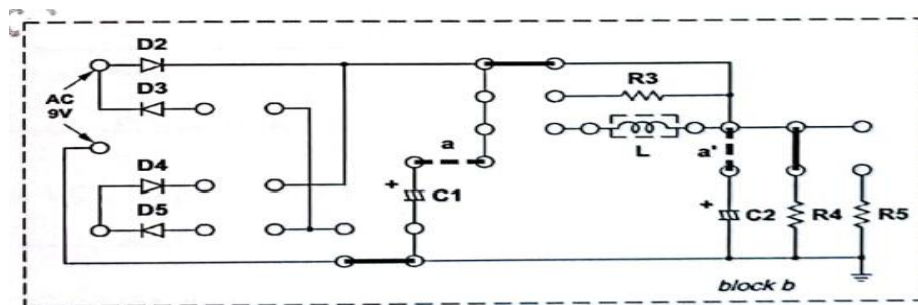 D2
AC
9V
D3
R3
a
L
a'
D4
+
C1
D5
+
C2
R4
R5
block b